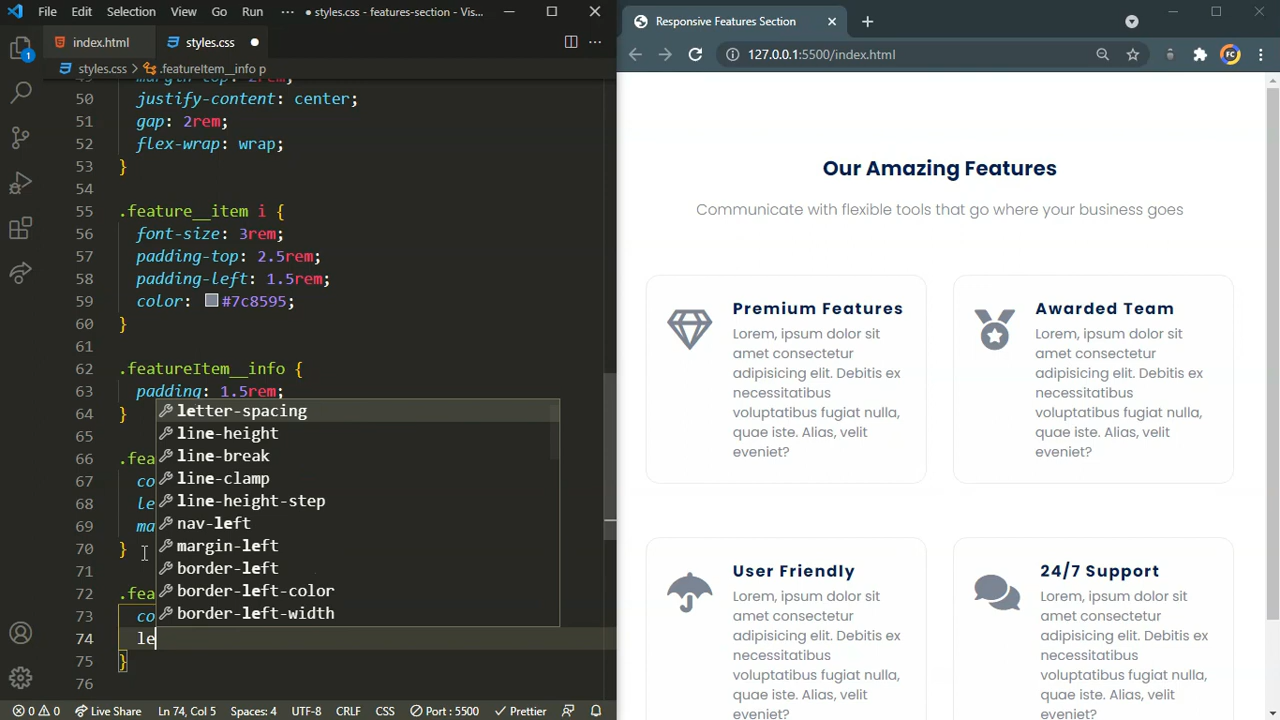 File Edit Selection View Go Run ··· ● styles.css - features-section - Vis...
index.html styles.css ● ···
styles.css > .featureItem__info p
50 justify-content: center;
51 gap: 2rem;
52 flex-wrap: wrap;
53 }
54
55 .feature__item i {
56 font-size: 3rem;
57 padding-top: 2.5rem;
58 padding-left: 1.5rem;
59 color: #7c8595;
60 }
61
62 .featureItem__info {
63 padding: 1.5rem;
64 }
65
66 .fea
67 co
68 le
69 ma
70 }
71
72 .fea
73 co
74 le
75 }
76
letter-spacing
line-height
line-break
line-clamp
line-height-step
nav-left
margin-left
border-left
border-left-color
border-left-width
1
0 0 Live Share Ln 74, Col 5 Spaces: 4 UTF-8 CRLF CSS Port : 5500 Prettier
Responsive Features Section
127.0.0.1:5500/index.html
FC
Our Amazing Features
Communicate with flexible tools that go where your business goes
Premium Features
Lorem, ipsum dolor sit
amet consectetur
adipisicing elit. Debitis ex
necessitatibus
voluptatibus fugiat nulla,
quae iste. Alias, velit
eveniet?
Awarded Team
Lorem, ipsum dolor sit
amet consectetur
adipisicing elit. Debitis ex
necessitatibus
voluptatibus fugiat nulla,
quae iste. Alias, velit
eveniet?
User Friendly
Lorem, ipsum dolor sit
amet consectetur
adipisicing elit. Debitis ex
necessitatibus
voluptatibus fugiat nulla,
quae iste. Alias, velit
eveniet?
24/7 Support
Lorem, ipsum dolor sit
amet consectetur
adipisicing elit. Debitis ex
necessitatibus
voluptatibus fugiat nulla,
quae iste. Alias, velit
eveniet?